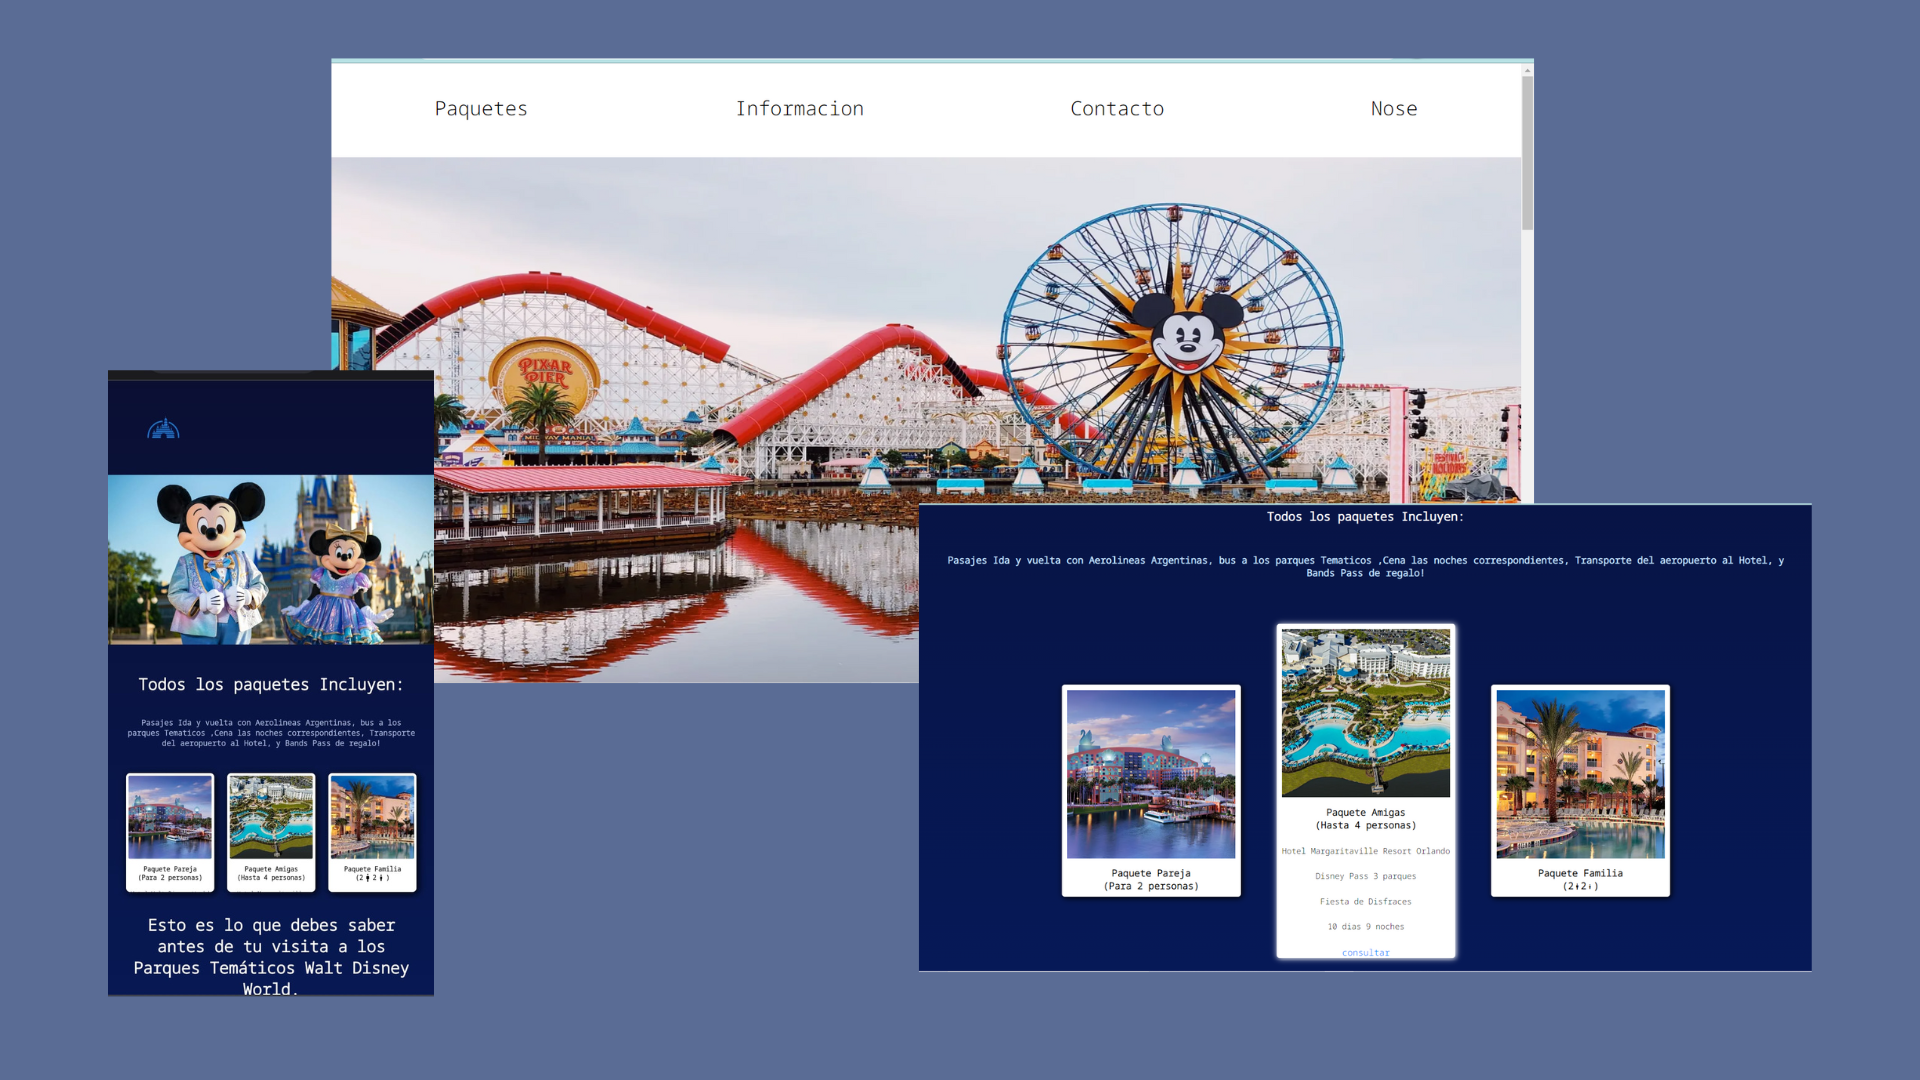 Paquetes
Informacion
Contacto
Nose
PIXAR
PIER
MIDWAY MANIA!
FESTIVAL
HOLIDAYS
Todos los paquetes Incluyen:
Pasajes Ida y vuelta con Aerolineas Argentinas, bus a los
parques Tematicos ,Cena las noches correspondientes, Transporte
del aeropuerto al Hotel, y Bands Pass de regalo!
Paquete Pareja
(Para 2 personas)
Paquete Amigas
(Hasta 4 personas)
Paquete Familia
(2 2 )
Esto es lo que debes saber
antes de tu visita a los
Parques Temáticos Walt Disney
World.
Todos los paquetes Incluyen:
Pasajes Ida y vuelta con Aerolineas Argentinas, bus a los parques Tematicos ,Cena las noches correspondientes, Transporte del aeropuerto al Hotel, y
Bands Pass de regalo!
Paquete Pareja
(Para 2 personas)
Paquete Amigas
(Hasta 4 personas)
Hotel Margaritaville Resort Orlando
Disney Pass 3 parques
Fiesta de Disfraces
10 dias 9 noches
consultar
Paquete Familia
(2 2 )